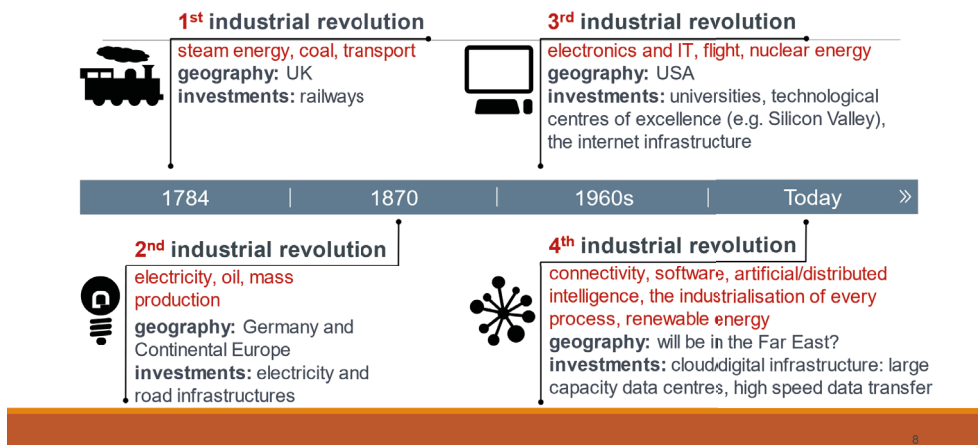 1st industrial revolution
steam energy, coal, transport
geography: UK
investments: railways
3rd industrial revolution
electronics and IT, flight, nuclear energy
geography: USA
investments: universities, technological
centres of excellence (e.g. Silicon Valley),
the internet infrastructure
1784 | 1870 | 1960s | Today »
2nd industrial revolution
electricity, oil, mass
production
geography: Germany and
Continental Europe
investments: electricity and
road infrastructures
4th industrial revolution
connectivity, software, artificial/distributed
intelligence, the industrialisation of every
process, renewable energy
geography: will be in the Far East?
investments: cloud/digital infrastructure: large
capacity data centres, high speed data transfer
8